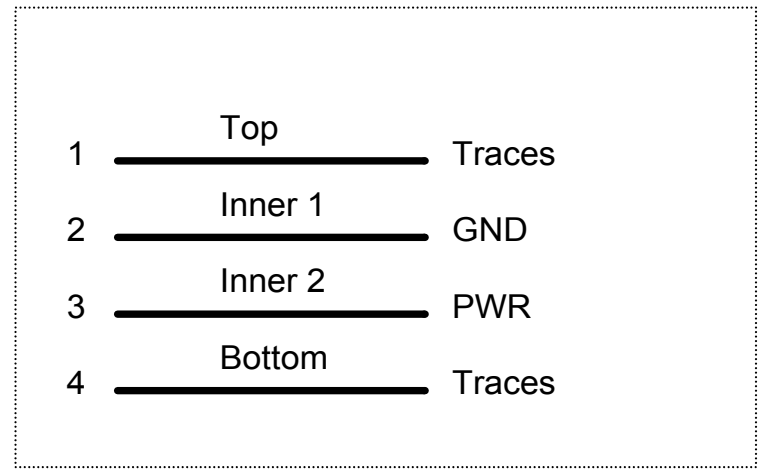 Top
1 Traces
Inner 1
2 GND
Inner 2
3 PWR
Bottom
4 Traces